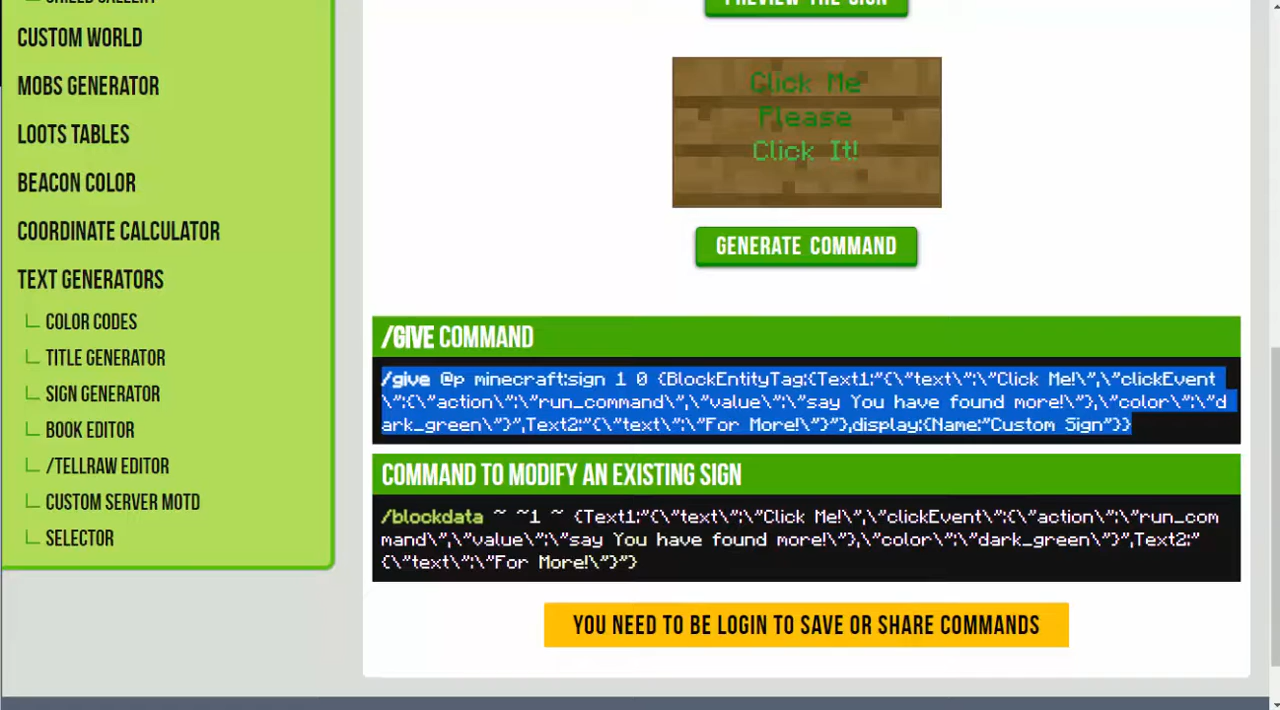 CUSTOM WORLD
MOBS GENERATOR
LOOTS TABLES
BEACON COLOR
COORDINATE CALCULATOR
TEXT GENERATORS
COLOR CODES
TITLE GENERATOR
SIGN GENERATOR
BOOK EDITOR
/TELLRAW EDITOR
CUSTOM SERVER MOTD
SELECTOR
PREVIEW THE SIGN
Click Me
Please
Click It!
GENERATE COMMAND
/GIVE COMMAND
/give @p minecraft:sign 1 0 {BlockEntityTag:{Text1:"{\"text\":\"Click Me!\",\"clickEvent
\":{\"action\":\"run_command\",\"value\":\"say You have found more!\"},\"color\":\"d
ark_green\"}",Text2:"{\"text\":\"For More!\"}"},display:{Name:"Custom Sign"}}
COMMAND TO MODIFY AN EXISTING SIGN
/blockdata ~ ~1 ~ {Text1:"{\"text\":\"Click Me!\",\"clickEvent\":{\"action\":\"run_com
mand\",\"value\":\"say You have found more!\"},\"color\":\"dark_green\"}",Text2:"
{\"text\":\"For More!\"}"}
YOU NEED TO BE LOGIN TO SAVE OR SHARE COMMANDS